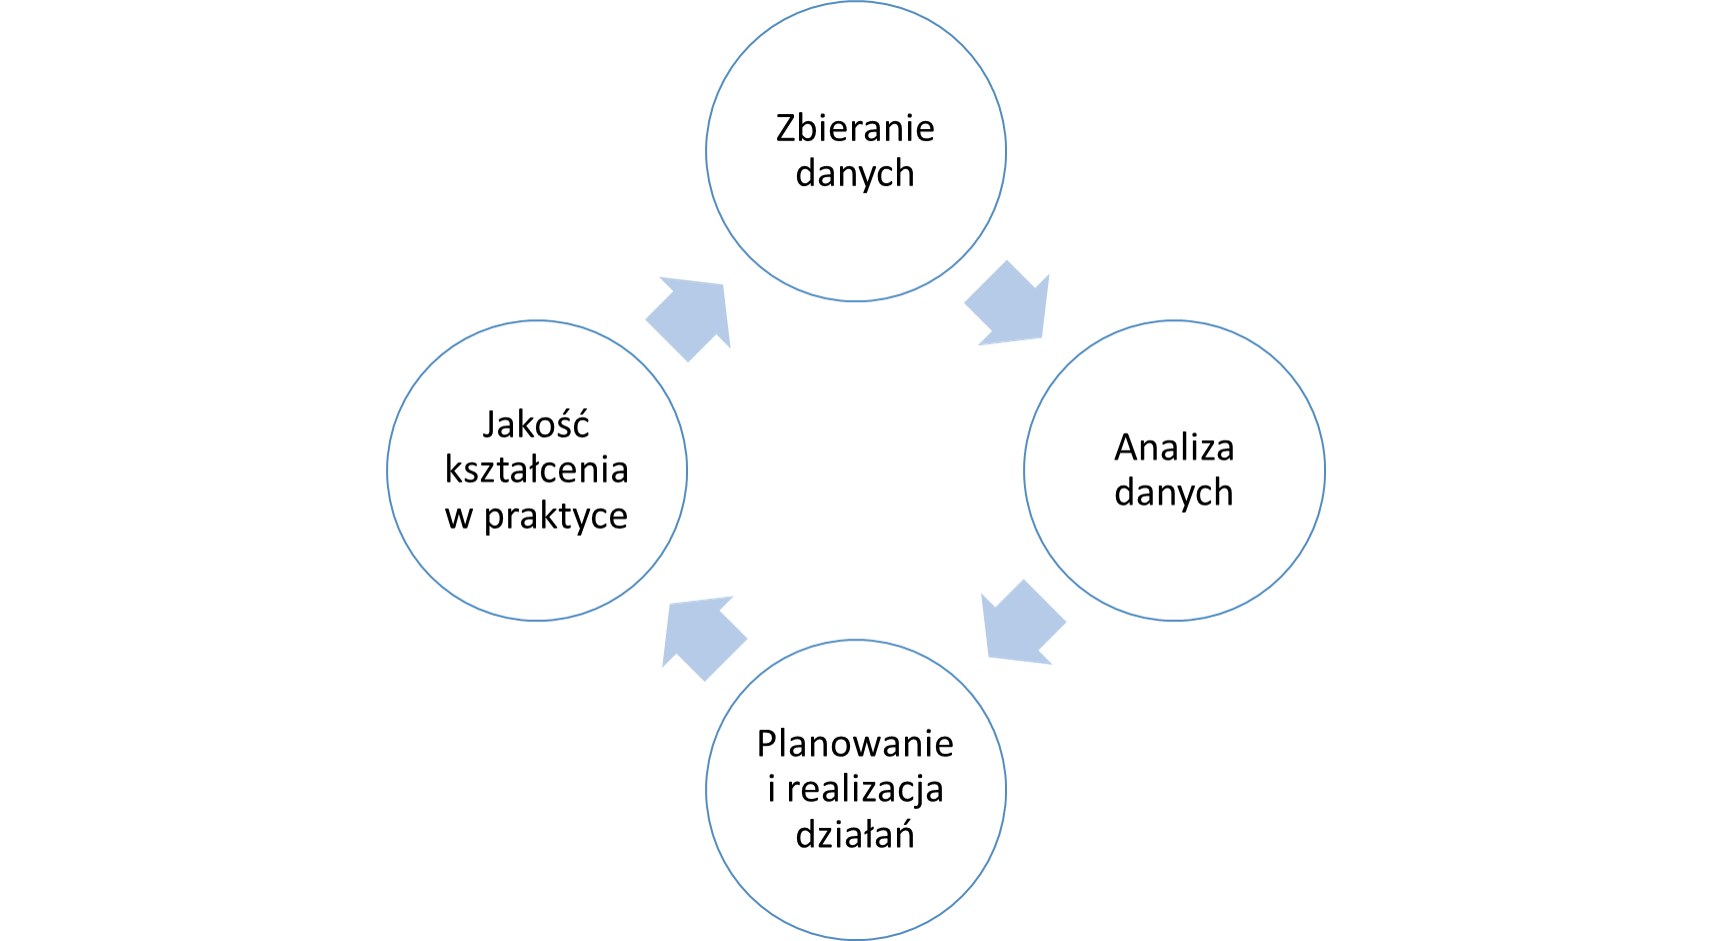 Zbieranie
danych
Analiza
danych
Planowanie
i realizacja
działań
Jakość
kształcenia
w praktyce